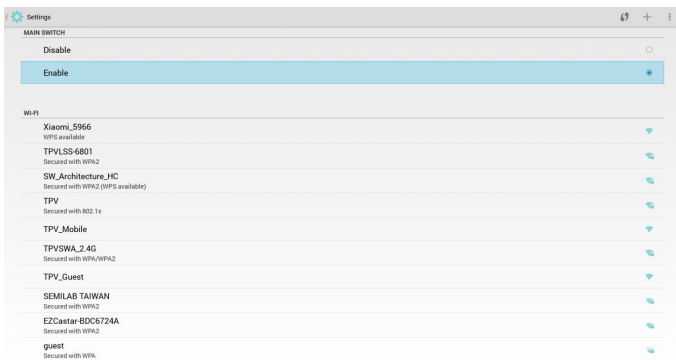 Settings
MAIN SWITCH
Disable
Enable
WI-FI
Xiaomi_5966
WPS available
TPVLSS-6801
Secured with WPA2
SW_Architecture_HC
Secured with WPA2 (WPS available)
TPV
Secured with 802.1x
TPV_Mobile
TPVSWA_2.4G
Secured with WPA/WPA2
TPV_Guest
SEMILAB TAIWAN
Secured with WPA2
EZCastar-BDC6724A
Secured with WPA2
guest
Secured with WPA